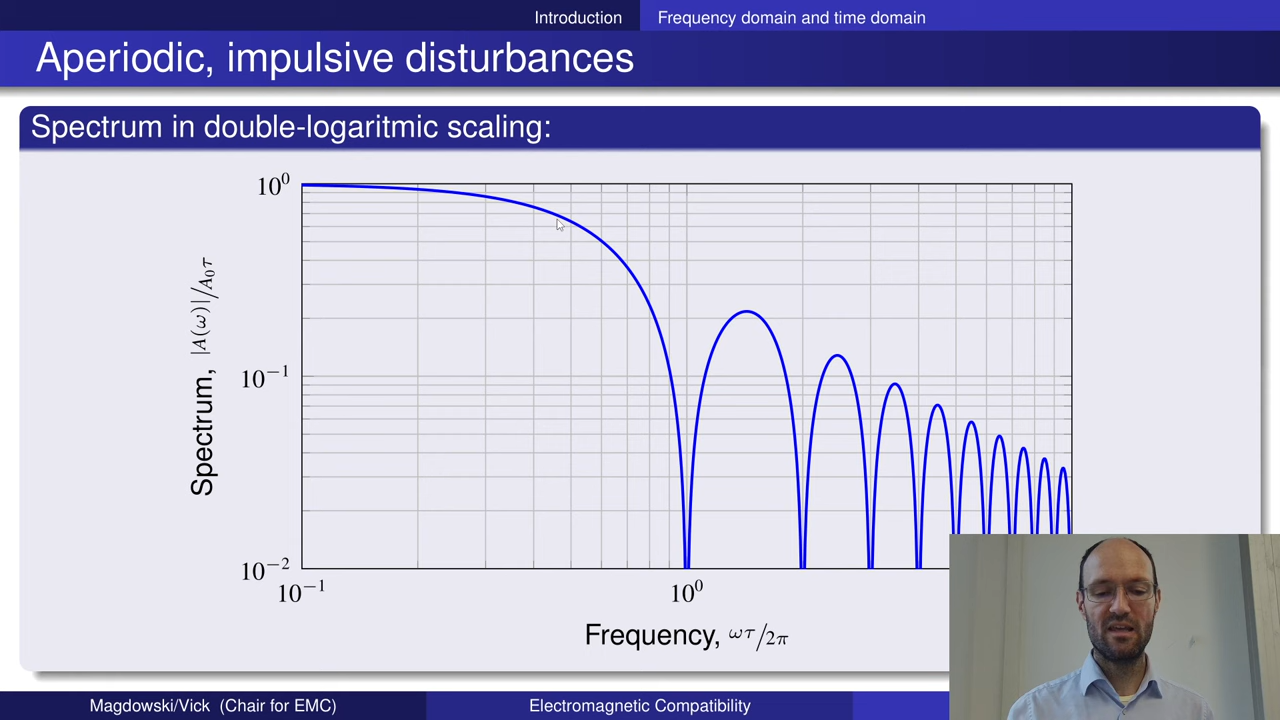 Introduction
Frequency domain and time domain
Aperiodic, impulsive disturbances
Spectrum in double-logaritmic scaling:
10⁰
10⁻¹
10⁻²
Spectrum, |A(ω)|/A₀τ
10⁻¹
10⁰
Frequency, ωτ/2π
Magdowski/Vick (Chair for EMC)
Electromagnetic Compatibility